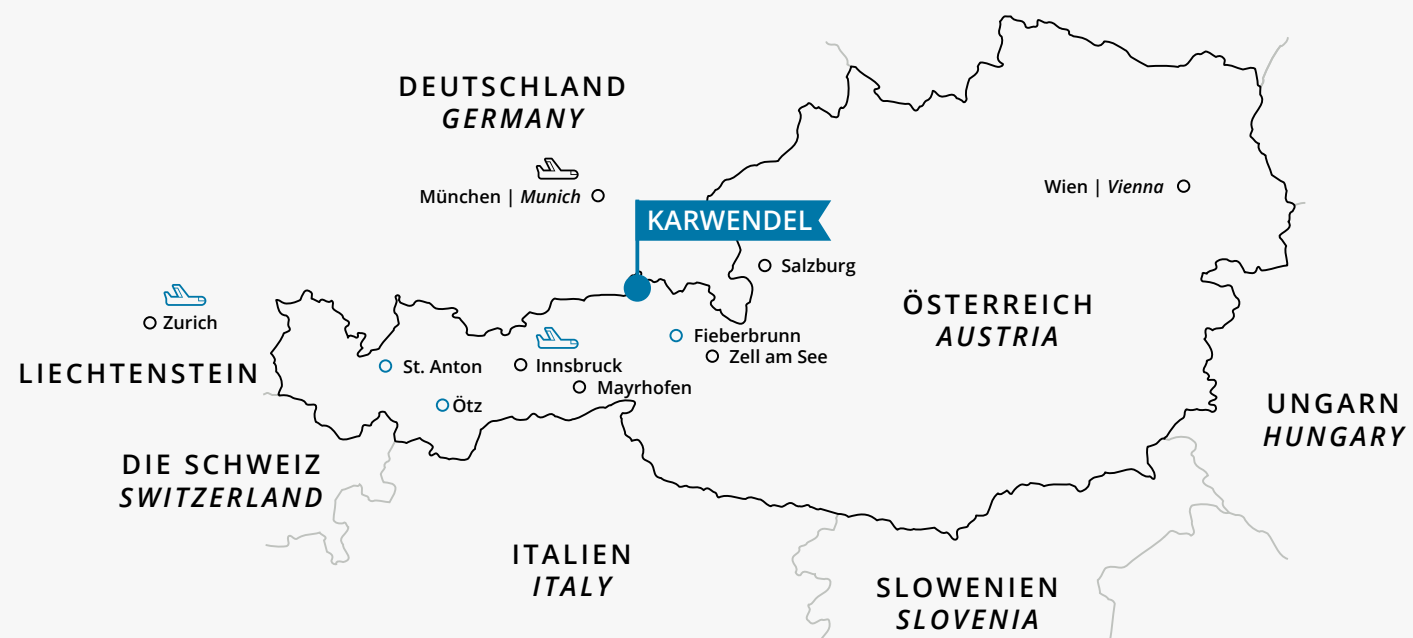 DEUTSCHLAND
GERMANY
München | Munich
Wien | Vienna
KARWENDEL
Salzburg
Zurich
ÖSTERREICH
AUSTRIA
Fieberbrunn
Zell am See
LIECHTENSTEIN
St. Anton
Innsbruck
Mayrhofen
Ötz
UNGARN
HUNGARY
DIE SCHWEIZ
SWITZERLAND
ITALIEN
ITALY
SLOWENIEN
SLOVENIA